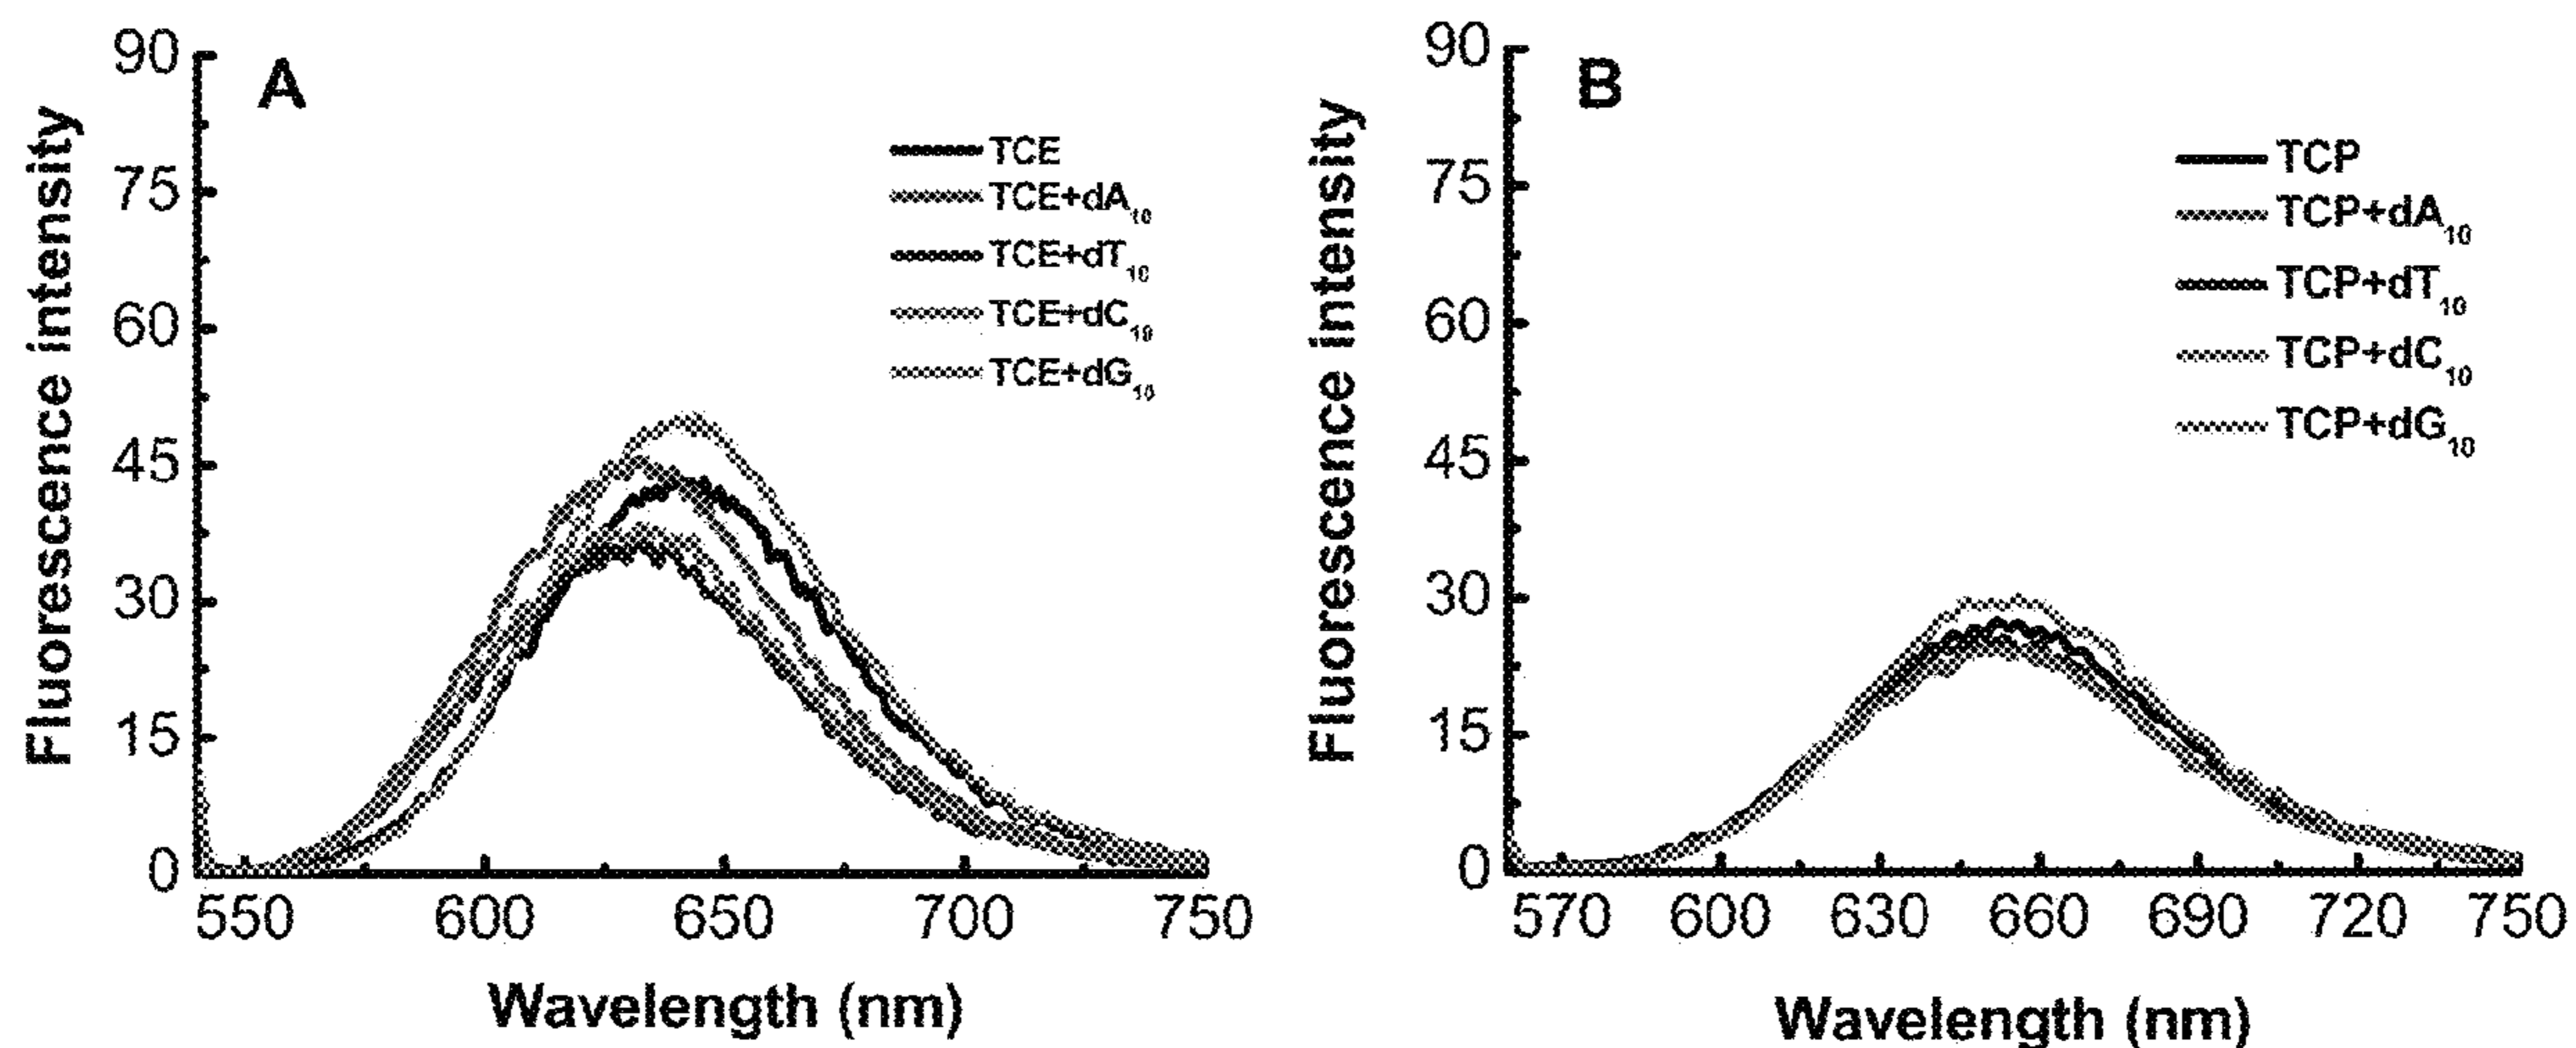 A
Fluorescence intensity
90
75
60
45
30
15
0
TCE
TCE+dA10
TCE+dT10
TCE+dC10
TCE+dG10
550 600 650 700 750
Wavelength (nm)
B
Fluorescence intensity
90
75
60
45
30
15
0
TCP
TCP+dA10
TCP+dT10
TCP+dC10
TCP+dG10
570 600 630 660 690 720 750
Wavelength (nm)